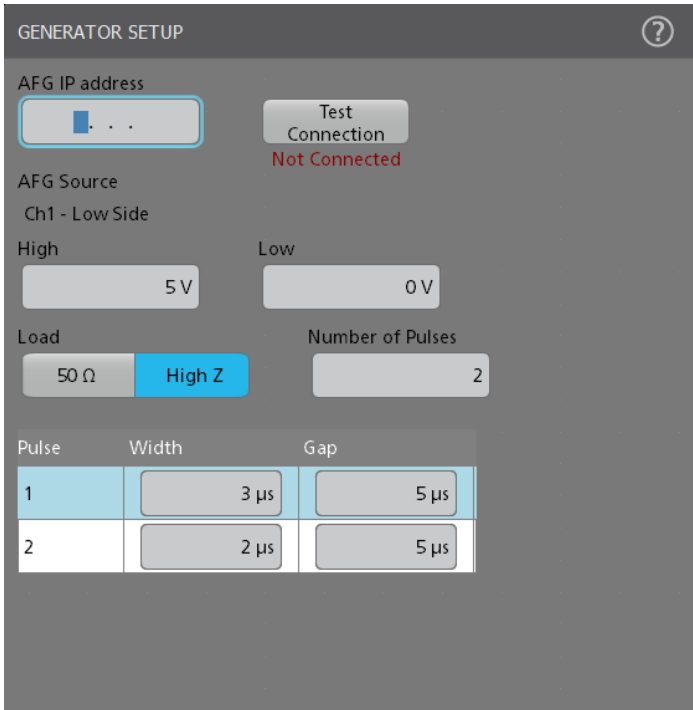 GENERATOR SETUP ?
AFG IP address
. . .
Test
Connection
Not Connected
AFG Source
Ch1 - Low Side
High Low
5 V 0 V
Load Number of Pulses
50 Ω High Z 2
Pulse Width Gap
1 3 µs 5 µs
2 2 µs 5 µs